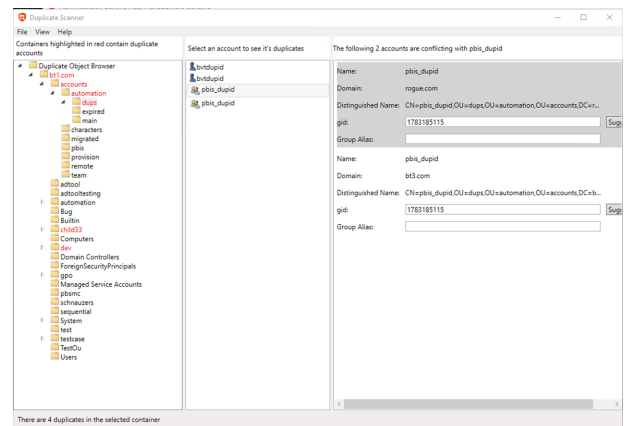 Duplicate Scanner
File View Help
Containers highlighted in red contain duplicate
accounts
Select an account to see it's duplicates
The following 2 accounts are conflicting with pbis_dupid
Duplicate Object Browser
bt1.com
accounts
automation
dups
expired
main
characters
migrated
pbis
provision
remote
team
adtool
adtooltesting
automation
Bug
Builtin
child33
Computers
dev
Domain Controllers
ForeignSecurityPrincipals
gpo
Managed Service Accounts
pbsmc
schnauzers
sequential
System
test
testcase
TestOu
Users
bvtdupid
bvtdupid
pbis_dupid
pbis_dupid
Name: pbis_dupid
Domain: rogue.com
Distinguished Name: CN=pbis_dupid,OU=dups,OU=automation,OU=accounts,DC=r...
gid: 1783185115 Sugg
Group Alias:
Name: pbis_dupid
Domain: bt3.com
Distinguished Name: CN=pbis_dupid,OU=dups,OU=automation,OU=accounts,DC=b...
gid: 1783185115 Sugg
Group Alias:
There are 4 duplicates in the selected container